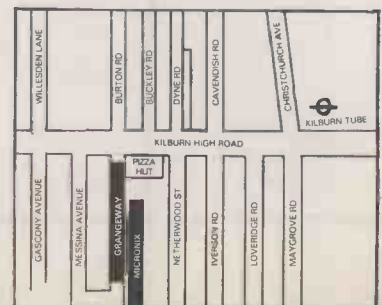 WILLESDEN LANE
BURTON RD
BUCKLEY RD
DYNE RD
CAVENDISH RD
CHRISTCHURCH AVE
KILBURN TUBE
KILBURN HIGH ROAD
GASCONY AVENUE
MESSINA AVENUE
GRANGEWAY
PIZZA
HUT
MICRONIX
NETHERWOOD ST
IVERSON RD
LOVERIDGE RD
MAYGROVE RD